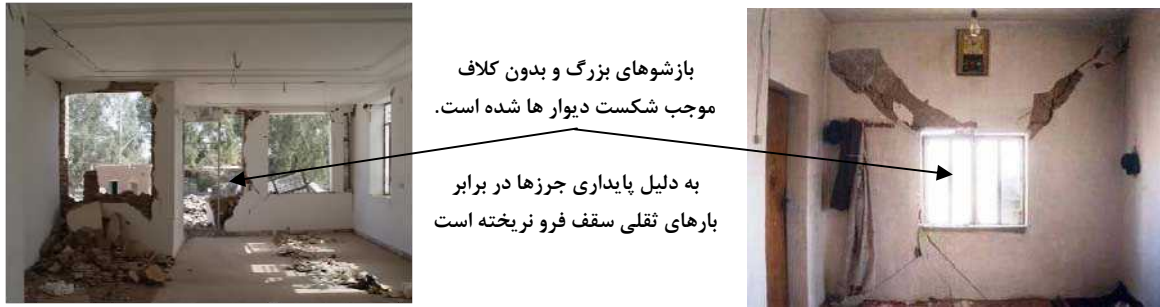 بازشوهای بزرگ و بدون کلاف
موجب شکست دیوار ها شده است.
به دلیل پایداری جرزها در برابر
بارهای ثقلی سقف فرو نریخته است